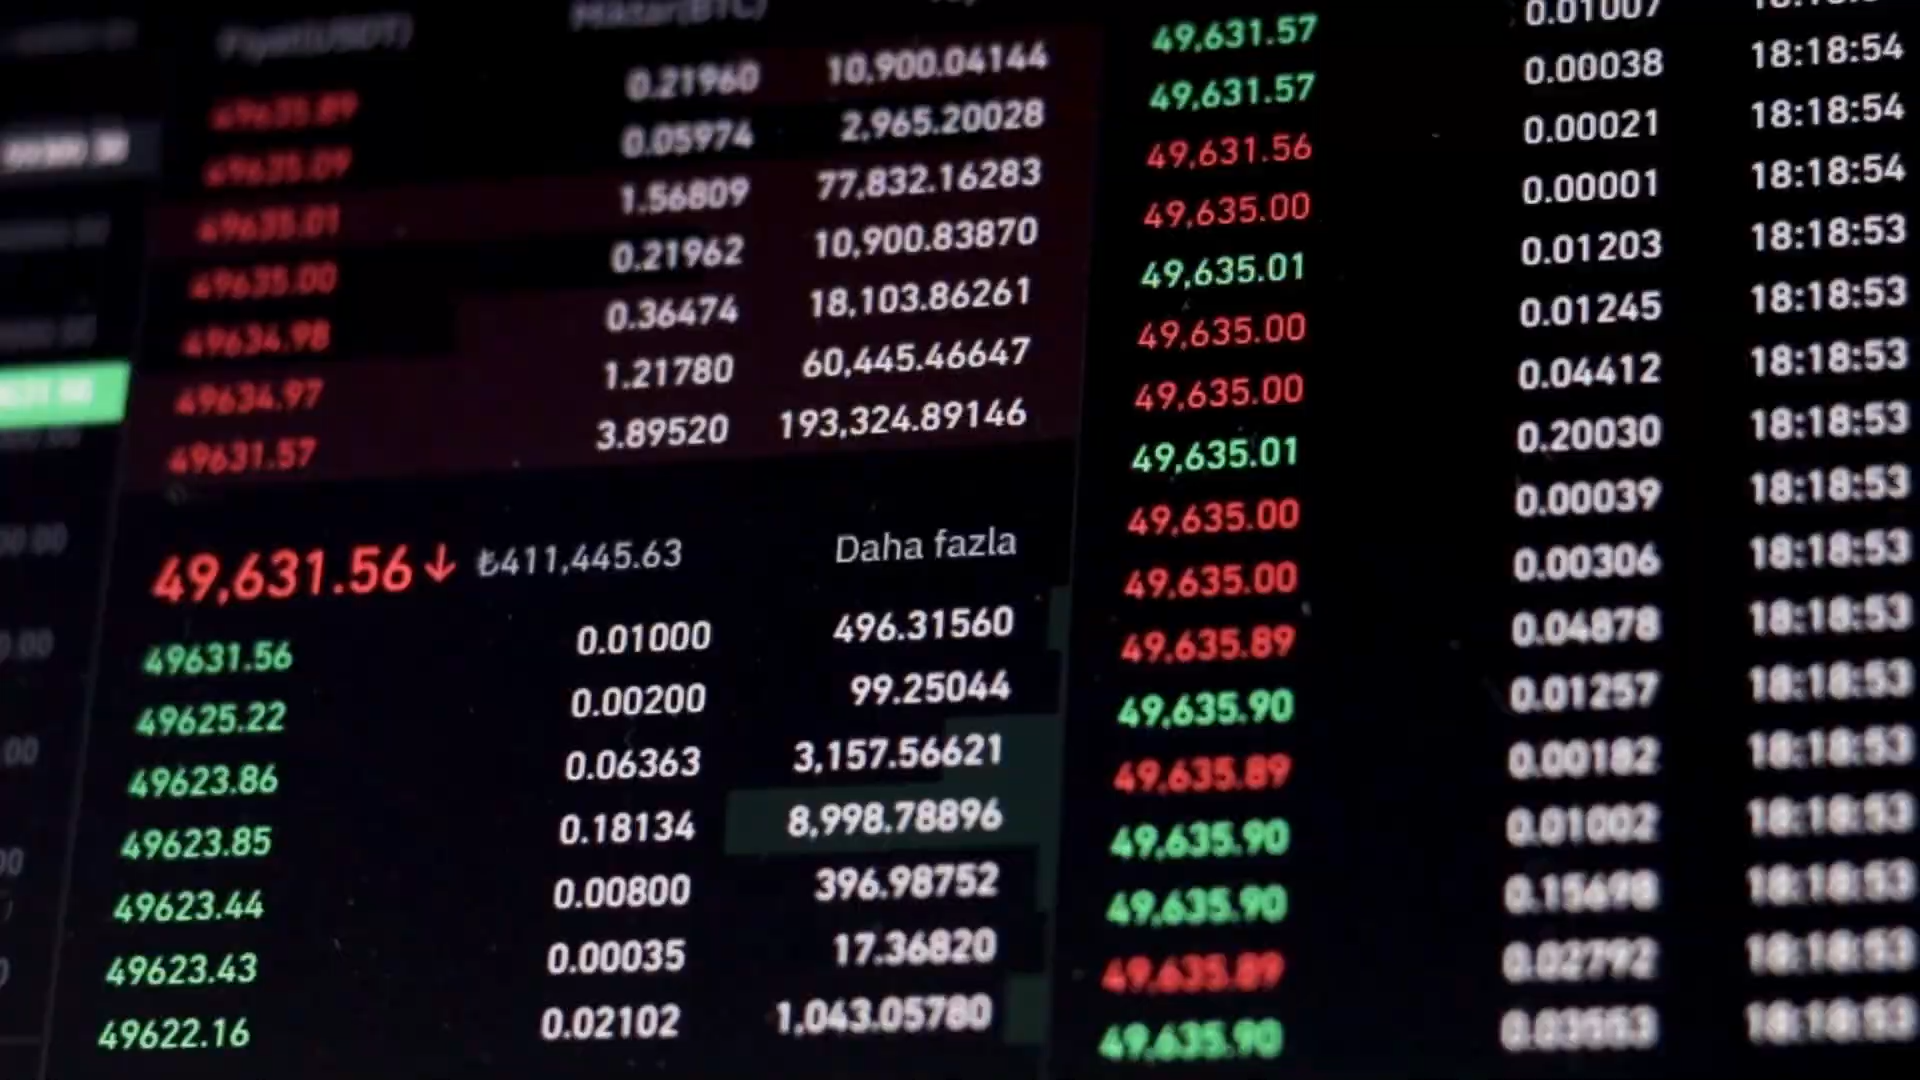 Fiyat(USDT) Miktar(BTC)
49635.89 0.21960 10,900.04144
49635.09 0.05974 2,965.20028
49635.01 1.56809 77,832.16283
49635.00 0.21962 10,900.83870
49634.98 0.36474 18,103.86261
49634.97 1.21780 60,445.46647
49631.57 3.89520 193,324.89146
49,631.56↓ ₺411,445.63 Daha fazla
49631.56 0.01000 496.31560
49625.22 0.00200 99.25044
49623.86 0.06363 3,157.56621
49623.85 0.18134 8,998.78896
49623.44 0.00800 396.98752
49623.43 0.00035 17.36820
49622.16 0.02102 1,043.05780
49,631.57 0.01007
49,631.57 0.00038 18:18:54
49,631.56 0.00021 18:18:54
49,635.00 0.00001 18:18:54
49,635.01 0.01203 18:18:53
49,635.00 0.01245 18:18:53
49,635.00 0.04412 18:18:53
49,635.01 0.20030 18:18:53
49,635.00 0.00039 18:18:53
49,635.00 0.00306 18:18:53
49,635.89 0.04878 18:18:53
49,635.90 0.01257 18:18:53
49,635.89 0.00182 18:18:53
49,635.90 0.01002 18:18:53
49,635.90 0.15698 18:18:53
49,635.89 0.02792 18:18:53
49,635.90 0.03553 18:18:53